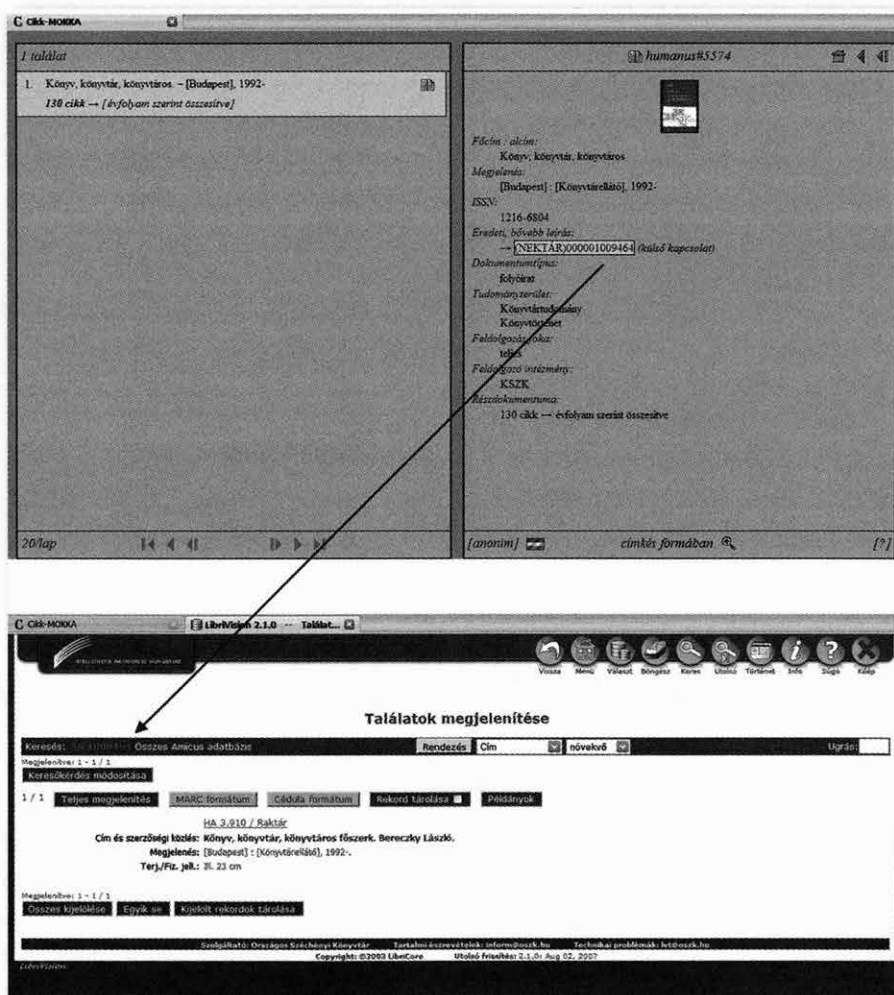 Cikk-MOKKA
1 találat
1. Könyv, könyvtár, könyvtáros. – [Budapest], 1992-
130 cikk → [évfolyam szerint összesítve]
20/lap
humanus#5574
Főcím : alcím:
Könyv, könyvtár, könyvtáros
Megjelenés:
[Budapest] : [Könyvtárellátó], 1992-
ISSN:
1216-6804
Eredeti, bővebb leírás:
→ (NEKTÁR)000001009464 (külső kapcsolat)
Dokumentumtípus:
folyóirat
Tudományterület:
Könyvtártudomány
Könyvtörténet
Feldolgozás foka:
teljes
Feldolgozó intézmény:
KSZK
Részdokumentuma:
130 cikk → évfolyam szerint összesítve
[anonim] címkés formában [?]
Cikk-MOKKA LibriVision 2.1.0 -- Találat...
Vissza Menü Választ Böngész Keres Utolsó Történet Info Súgó Kilép
Találatok megjelenítése
Keresés: Összes Amicus adatbázis Rendezés Cím növekvő Ugrás:
Megjelenítve: 1 - 1 / 1
Keresőkérdés módosítása
1 / 1 Teljes megjelenítés MARC formátum Cédula formátum Rekord tárolása Példányok
HA 3.910 / Raktár
Cím és szerzőségi közlés: Könyv, könyvtár, könyvtáros főszerk. Bereczky László.
Megjelenés: [Budapest] : [Könyvtárellátó], 1992-.
Terj./Fiz. jell.: Ill. 23 cm
Megjelenítve: 1 - 1 / 1
Összes kijelölése Egyik se Kijelölt rekordok tárolása
Szolgáltató: Országos Széchényi Könyvtár Tartalmi észrevételek: inform@oszk.hu Technikai problémák: lvt@oszk.hu
Copyright: ©2003 LibriCore Utolsó frissítés: 2.1.0: Aug 02, 2007
LibriVision